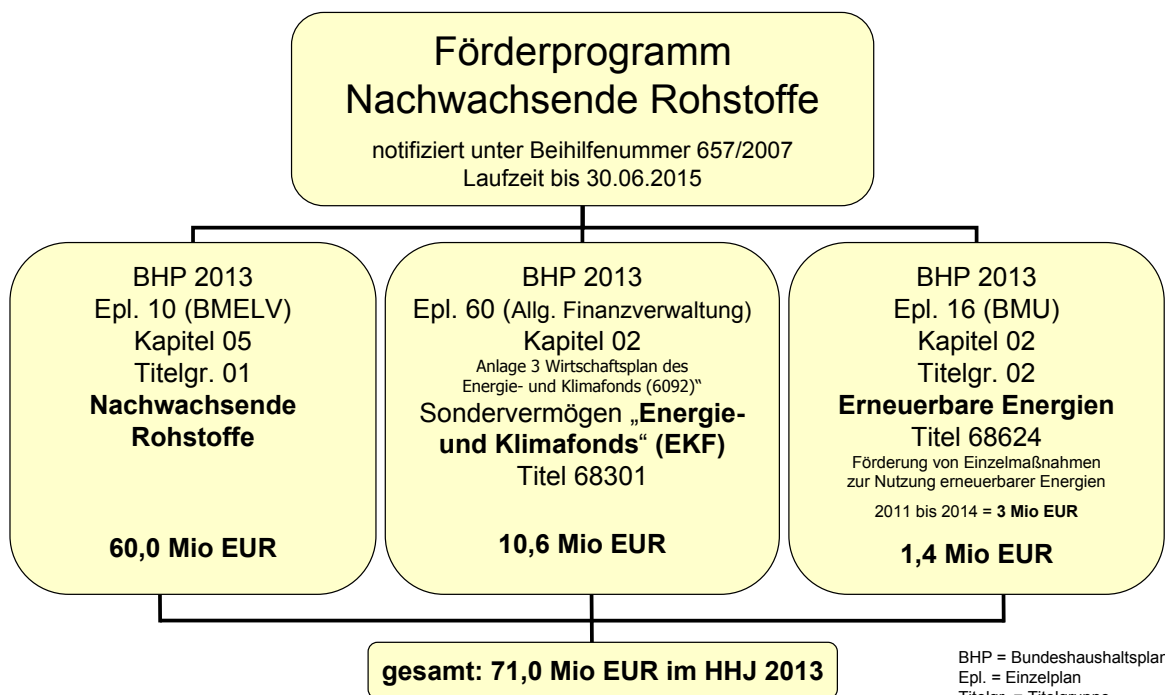 Förderprogramm
Nachwachsende Rohstoffe
notifiziert unter Beihilfenummer 657/2007
Laufzeit bis 30.06.2015
BHP 2013
Epl. 10 (BMELV)
Kapitel 05
Titelgr. 01
Nachwachsende
Rohstoffe
60,0 Mio EUR
BHP 2013
Epl. 60 (Allg. Finanzverwaltung)
Kapitel 02
Anlage 3 Wirtschaftsplan des
Energie- und Klimafonds (6092)“
Sondervermögen „Energie-
und Klimafonds“ (EKF)
Titel 68301
10,6 Mio EUR
BHP 2013
Epl. 16 (BMU)
Kapitel 02
Titelgr. 02
Erneuerbare Energien
Titel 68624
Förderung von Einzelmaßnahmen
zur Nutzung erneuerbarer Energien
2011 bis 2014 = 3 Mio EUR
1,4 Mio EUR
gesamt: 71,0 Mio EUR im HHJ 2013
BHP = Bundeshaushaltsplan
Epl. = Einzelplan
Titelgr. = Titelgruppe